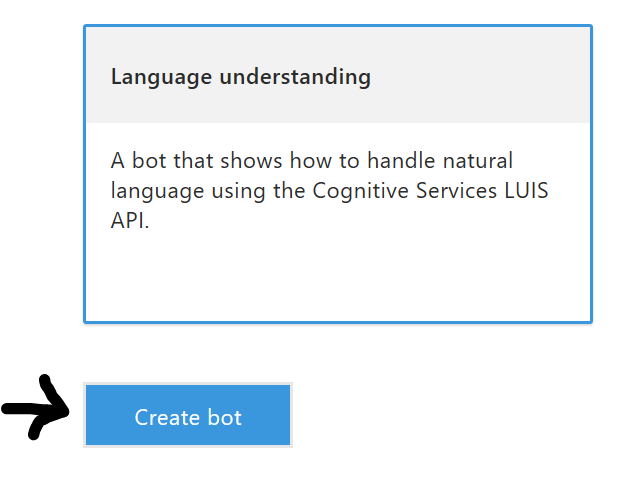 Language understanding
A bot that shows how to handle natural
language using the Cognitive Services LUIS
API.
Create bot